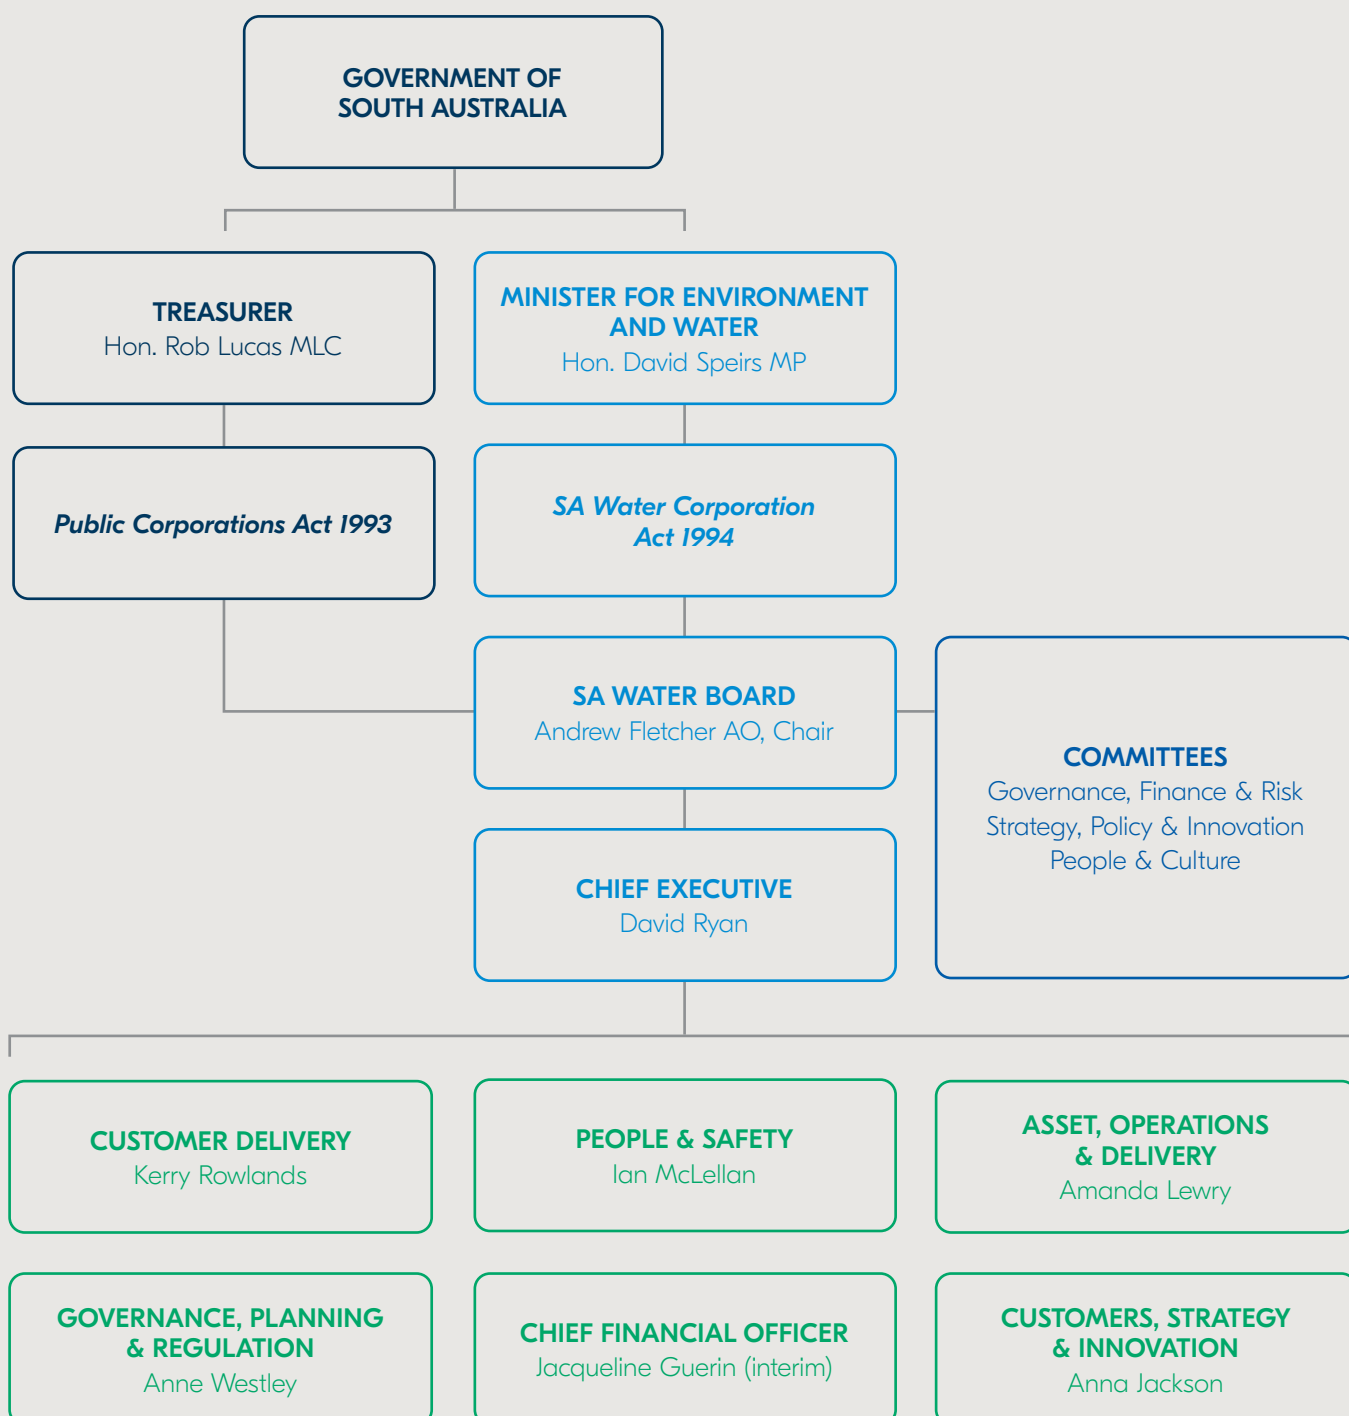 GOVERNMENT OF
SOUTH AUSTRALIA
TREASURER
Hon. Rob Lucas MLC
MINISTER FOR ENVIRONMENT
AND WATER
Hon. David Speirs MP
Public Corporations Act 1993
SA Water Corporation
Act 1994
SA WATER BOARD
Andrew Fletcher AO, Chair
COMMITTEES
Governance, Finance & Risk
Strategy, Policy & Innovation
People & Culture
CHIEF EXECUTIVE
David Ryan
CUSTOMER DELIVERY
Kerry Rowlands
PEOPLE & SAFETY
Ian McLellan
ASSET, OPERATIONS
& DELIVERY
Amanda Lewry
GOVERNANCE, PLANNING
& REGULATION
Anne Westley
CHIEF FINANCIAL OFFICER
Jacqueline Guerin (interim)
CUSTOMERS, STRATEGY
& INNOVATION
Anna Jackson